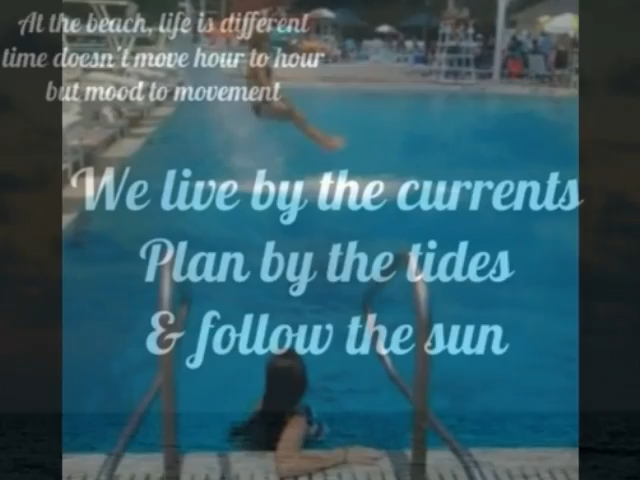 At the beach, life is different
time doesn't move hour to hour
but mood to movement
We live by the currents
Plan by the tides
& follow the sun